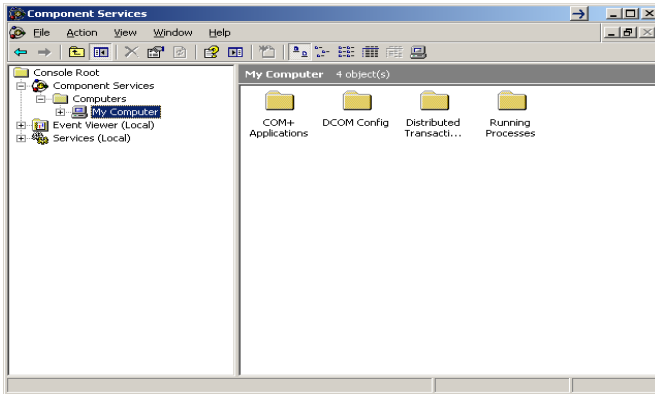 Component Services
File Action View Window Help
Console Root
Component Services
Computers
My Computer
Event Viewer (Local)
Services (Local)
My Computer 4 object(s)
COM+ Applications
DCOM Config
Distributed Transacti...
Running Processes